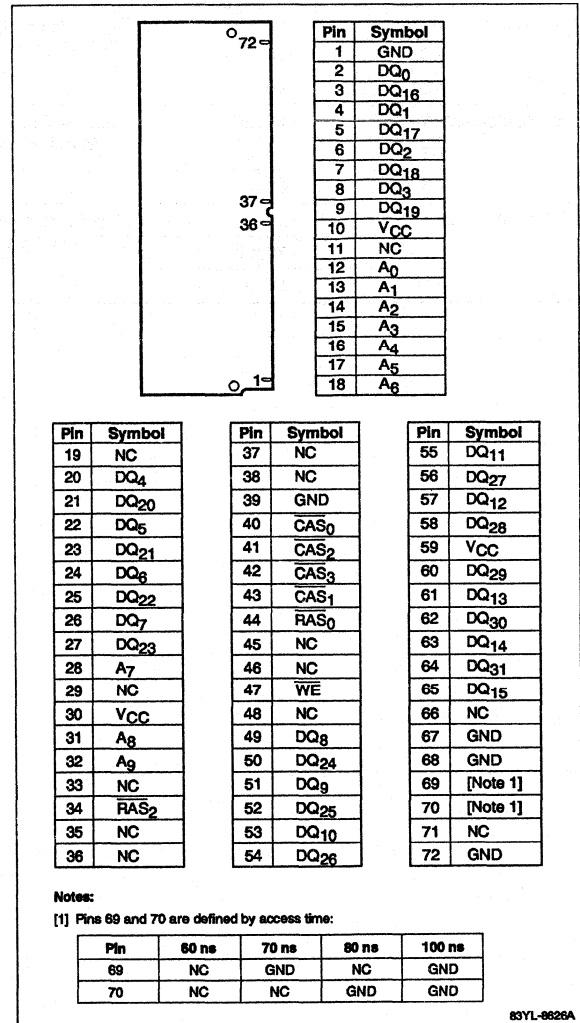 72
37
36
1
Pin Symbol
1 GND
2 DQ0
3 DQ16
4 DQ1
5 DQ17
6 DQ2
7 DQ18
8 DQ3
9 DQ19
10 VCC
11 NC
12 A0
13 A1
14 A2
15 A3
16 A4
17 A5
18 A6
Pin Symbol
19 NC
20 DQ4
21 DQ20
22 DQ5
23 DQ21
24 DQ6
25 DQ22
26 DQ7
27 DQ23
28 A7
29 NC
30 VCC
31 A8
32 A9
33 NC
34 R̅A̅S̅2
35 NC
36 NC
Pin Symbol
37 NC
38 NC
39 GND
40 C̅A̅S̅0
41 C̅A̅S̅2
42 C̅A̅S̅3
43 C̅A̅S̅1
44 R̅A̅S̅0
45 NC
46 NC
47 W̅E̅
48 NC
49 DQ8
50 DQ24
51 DQ9
52 DQ25
53 DQ10
54 DQ26
Pin Symbol
55 DQ11
56 DQ27
57 DQ12
58 DQ28
59 VCC
60 DQ29
61 DQ13
62 DQ30
63 DQ14
64 DQ31
65 DQ15
66 NC
67 GND
68 GND
69 [Note 1]
70 [Note 1]
71 NC
72 GND
Notes:
[1] Pins 69 and 70 are defined by access time:
Pin 60 ns 70 ns 80 ns 100 ns
69 NC GND NC GND
70 NC NC GND GND
83YL-8626A